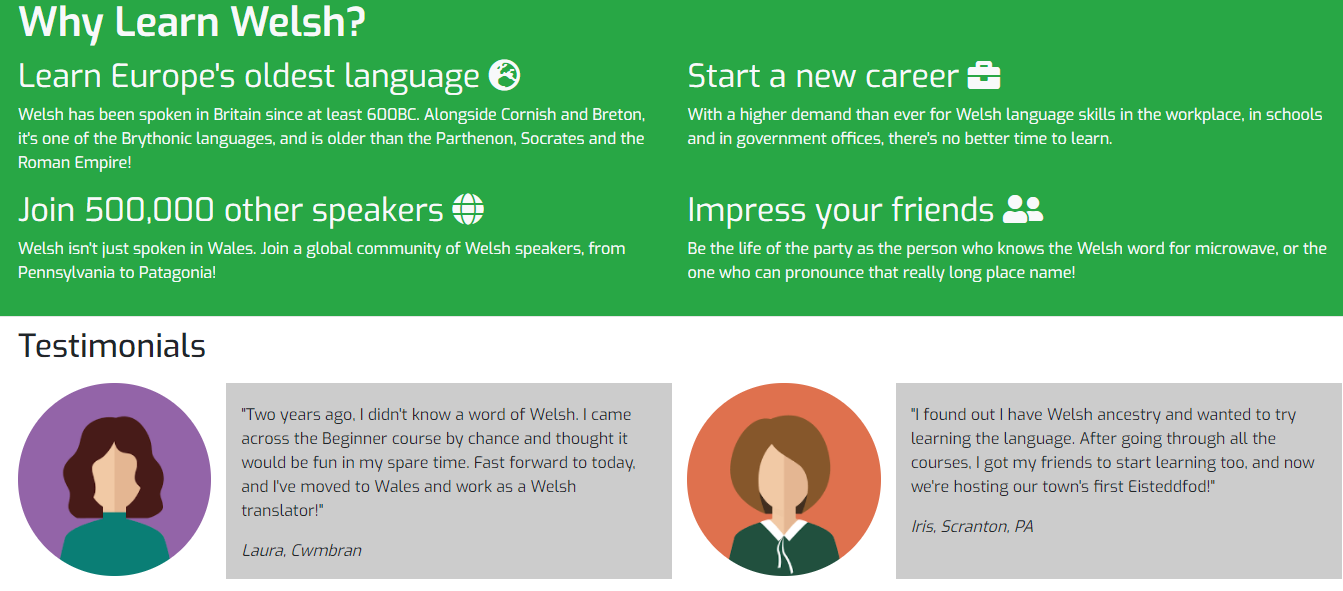 Why Learn Welsh?
Learn Europe's oldest language
Welsh has been spoken in Britain since at least 600BC. Alongside Cornish and Breton,
it's one of the Brythonic languages, and is older than the Parthenon, Socrates and the
Roman Empire!
Start a new career
With a higher demand than ever for Welsh language skills in the workplace, in schools
and in government offices, there's no better time to learn.
Join 500,000 other speakers
Welsh isn't just spoken in Wales. Join a global community of Welsh speakers, from
Pennsylvania to Patagonia!
Impress your friends
Be the life of the party as the person who knows the Welsh word for microwave, or the
one who can pronounce that really long place name!
Testimonials
"Two years ago, I didn't know a word of Welsh. I came
across the Beginner course by chance and thought it
would be fun in my spare time. Fast forward to today,
and I've moved to Wales and work as a Welsh
translator!"
Laura, Cwmbran
"I found out I have Welsh ancestry and wanted to try
learning the language. After going through all the
courses, I got my friends to start learning too, and now
we're hosting our town's first Eisteddfod!"
Iris, Scranton, PA